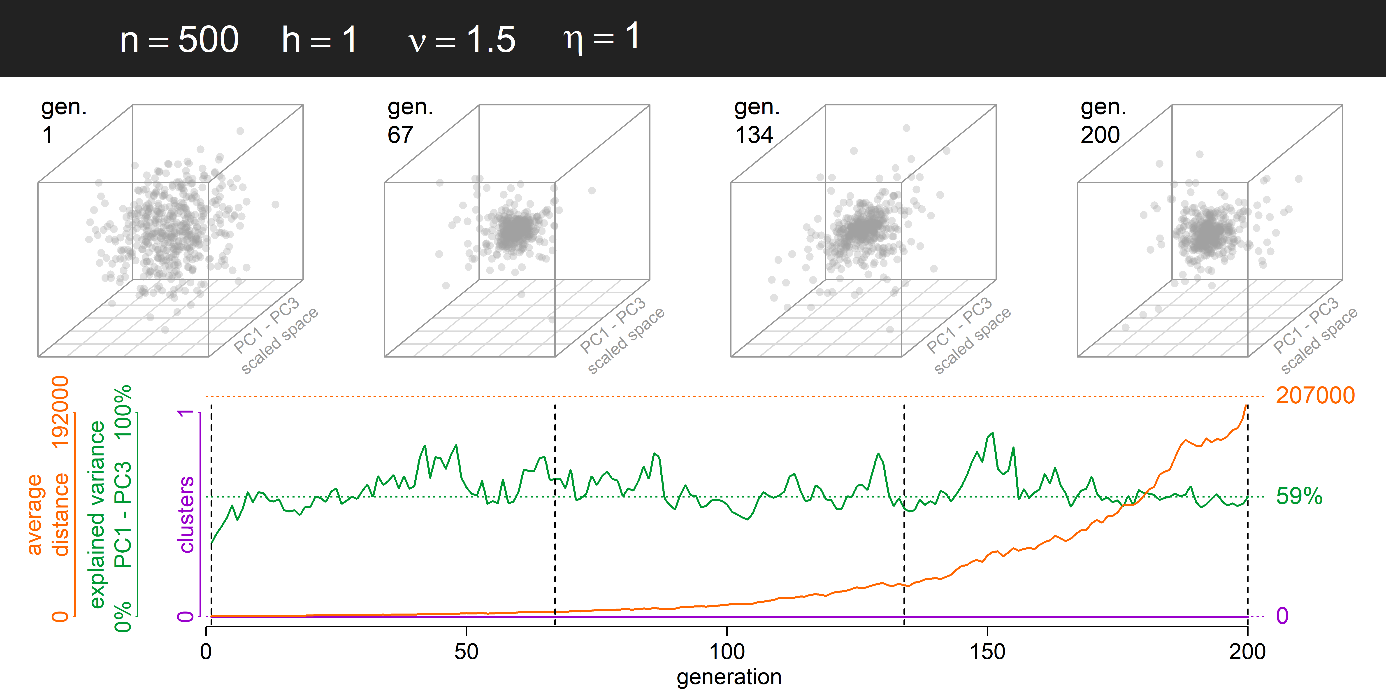 n = 500 h = 1 ν = 1.5 η = 1
gen.
1
gen.
67
gen.
134
gen.
200
PC1 - PC3
scaled space
PC1 - PC3
scaled space
PC1 - PC3
scaled space
PC1 - PC3
scaled space
average
distance
0
192000
explained variance
PC1 - PC3
0%
100%
clusters
0
1
207000
59%
0
0 50 100 150 200
generation